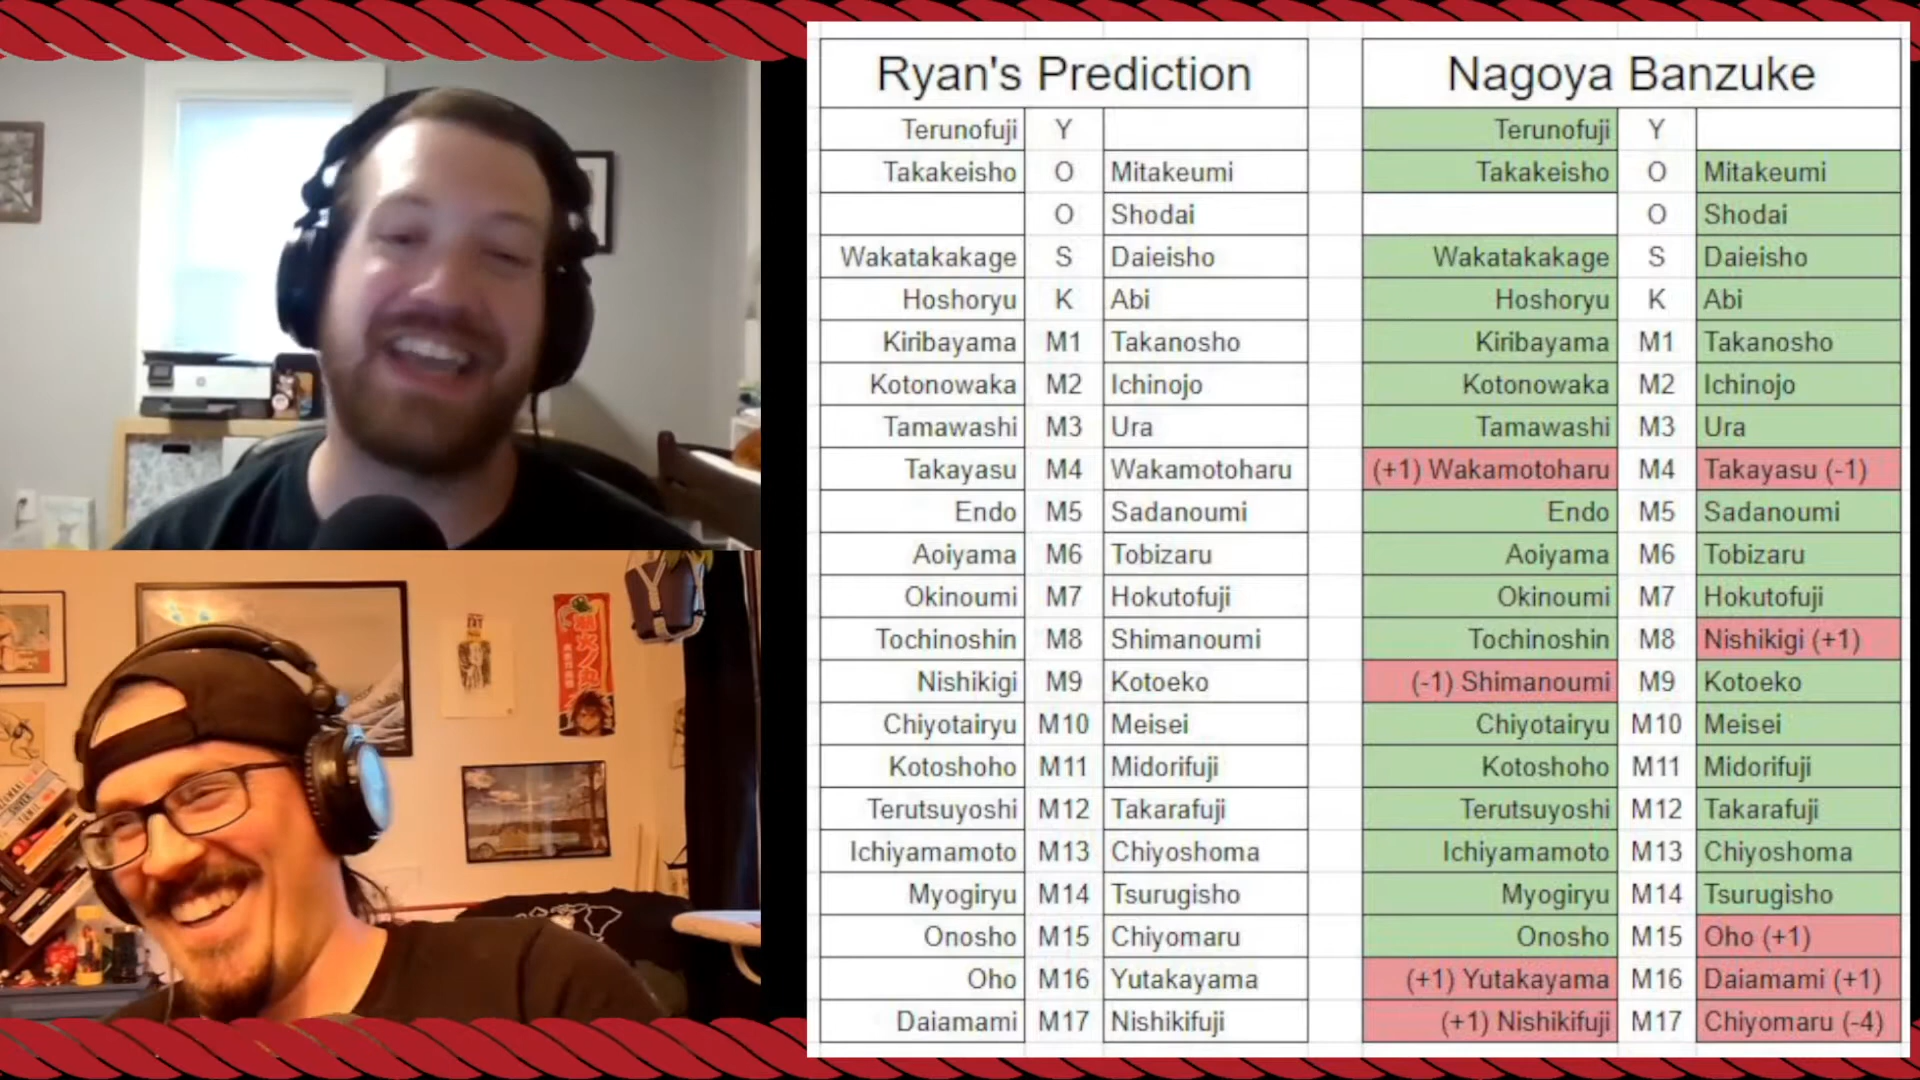 Ryan's Prediction
Terunofuji Y
Takakeisho O Mitakeumi
O Shodai
Wakatakakage S Daieisho
Hoshoryu K Abi
Kiribayama M1 Takanosho
Kotonowaka M2 Ichinojo
Tamawashi M3 Ura
Takayasu M4 Wakamotoharu
Endo M5 Sadanoumi
Aoiyama M6 Tobizaru
Okinoumi M7 Hokutofuji
Tochinoshin M8 Shimanoumi
Nishikigi M9 Kotoeko
Chiyotairyu M10 Meisei
Kotoshoho M11 Midorifuji
Terutsuyoshi M12 Takarafuji
Ichiyamamoto M13 Chiyoshoma
Myogiryu M14 Tsurugisho
Onosho M15 Chiyomaru
Oho M16 Yutakayama
Daiamami M17 Nishikifuji
Nagoya Banzuke
Terunofuji Y
Takakeisho O Mitakeumi
O Shodai
Wakatakakage S Daieisho
Hoshoryu K Abi
Kiribayama M1 Takanosho
Kotonowaka M2 Ichinojo
Tamawashi M3 Ura
(+1) Wakamotoharu M4 Takayasu (-1)
Endo M5 Sadanoumi
Aoiyama M6 Tobizaru
Okinoumi M7 Hokutofuji
Tochinoshin M8 Nishikigi (+1)
(-1) Shimanoumi M9 Kotoeko
Chiyotairyu M10 Meisei
Kotoshoho M11 Midorifuji
Terutsuyoshi M12 Takarafuji
Ichiyamamoto M13 Chiyoshoma
Myogiryu M14 Tsurugisho
Onosho M15 Oho (+1)
(+1) Yutakayama M16 Daiamami (+1)
(+1) Nishikifuji M17 Chiyomaru (-4)